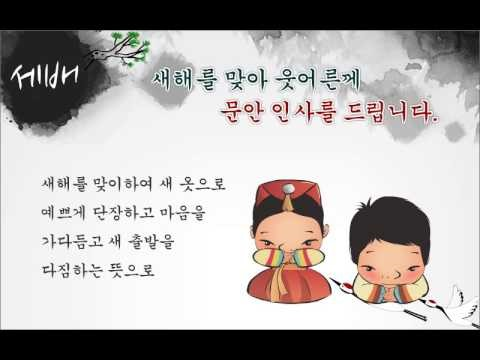 세배
새해를 맞아 웃어른께
문안 인사를 드립니다.
새해를 맞이하여 새 옷으로
예쁘게 단장하고 마음을
가다듬고 새 출발을
다짐하는 뜻으로